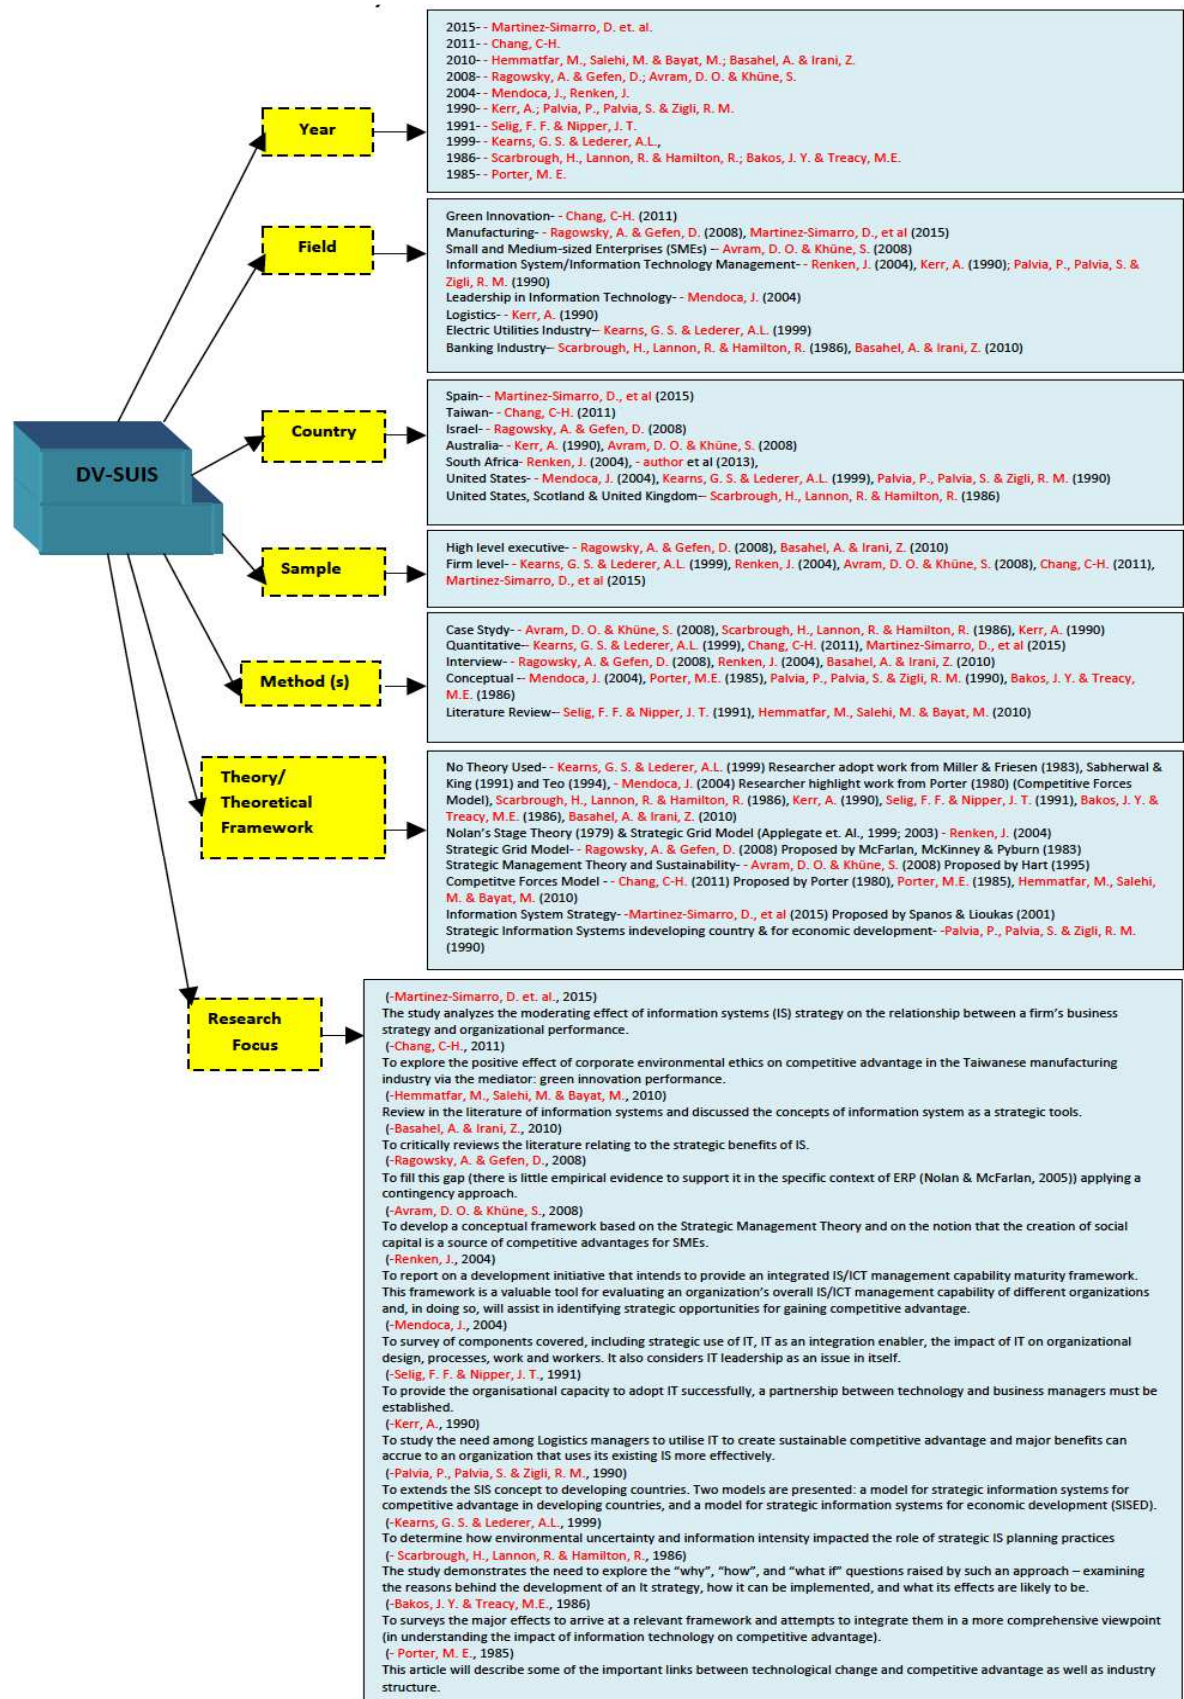 2015- - Martinez-Simarro, D. et. al.
2011- - Chang, C-H.
2010- - Hemmatfar, M., Salehi, M. & Bayat, M.; Basahel, A. & Irani, Z.
2008- - Ragowsky, A. & Gefen, D.; Avram, D. O. & Khüne, S.
2004- - Mendoca, J., Renken, J.
1990- - Kerr, A.; Palvia, P., Palvia, S. & Zigli, R. M.
1991- - Selig, F. F. & Nipper, J. T.
1999- - Kearns, G. S. & Lederer, A.L.,
1986- - Scarbrough, H., Lannon, R. & Hamilton, R.; Bakos, J. Y. & Treacy, M.E.
1985- - Porter, M. E.
Year
Green Innovation- - Chang, C-H. (2011)
Manufacturing- - Ragowsky, A. & Gefen, D. (2008), Martinez-Simarro, D., et al (2015)
Small and Medium-sized Enterprises (SMEs) -- Avram, D. O. & Khüne, S. (2008)
Information System/Information Technology Management- - Renken, J. (2004), Kerr, A. (1990); Palvia, P., Palvia, S. &
Zigli, R. M. (1990)
Leadership in Information Technology- - Mendoca, J. (2004)
Logistics- - Kerr, A. (1990)
Electric Utilities Industry-- Kearns, G. S. & Lederer, A.L. (1999)
Banking Industry-- Scarbrough, H., Lannon, R. & Hamilton, R. (1986), Basahel, A. & Irani, Z. (2010)
Field
Spain- - Martinez-Simarro, D., et al (2015)
Taiwan- - Chang, C-H. (2011)
Israel- - Ragowsky, A. & Gefen, D. (2008)
Australia- - Kerr, A. (1990), Avram, D. O. & Khüne, S. (2008)
South Africa- Renken, J. (2004), - author et al (2013),
United States- - Mendoca, J. (2004), Kearns, G. S. & Lederer, A.L. (1999), Palvia, P., Palvia, S. & Zigli, R. M. (1990)
United States, Scotland & United Kingdom-- Scarbrough, H., Lannon, R. & Hamilton, R. (1986)
Country
DV-SUIS
High level executive- - Ragowsky, A. & Gefen, D. (2008), Basahel, A. & Irani, Z. (2010)
Firm level- - Kearns, G. S. & Lederer, A.L. (1999), Renken, J. (2004), Avram, D. O. & Khüne, S. (2008), Chang, C-H. (2011),
Martinez-Simarro, D., et al (2015)
Sample
Case Stydy- - Avram, D. O. & Khüne, S. (2008), Scarbrough, H., Lannon, R. & Hamilton, R. (1986), Kerr, A. (1990)
Quantitative-- Kearns, G. S. & Lederer, A.L. (1999), Chang, C-H. (2011), Martinez-Simarro, D., et al (2015)
Interview- - Ragowsky, A. & Gefen, D. (2008), Renken, J. (2004), Basahel, A. & Irani, Z. (2010)
Conceptual -- Mendoca, J. (2004), Porter, M.E. (1985), Palvia, P., Palvia, S. & Zigli, R. M. (1990), Bakos, J. Y. & Treacy,
M.E. (1986)
Literature Review-- Selig, F. F. & Nipper, J. T. (1991), Hemmatfar, M., Salehi, M. & Bayat, M. (2010)
Method (s)
No Theory Used- - Kearns, G. S. & Lederer, A.L. (1999) Researcher adopt work from Miller & Friesen (1983), Sabherwal &
King (1991) and Teo (1994), - Mendoca, J. (2004) Researcher highlight work from Porter (1980) (Competitive Forces
Model), Scarbrough, H., Lannon, R. & Hamilton, R. (1986), Kerr, A. (1990), Selig, F. F. & Nipper, J. T. (1991), Bakos, J. Y. &
Treacy, M.E. (1986), Basahel, A. & Irani, Z. (2010)
Nolan's Stage Theory (1979) & Strategic Grid Model (Applegate et. Al., 1999; 2003) - Renken, J. (2004)
Strategic Grid Model- - Ragowsky, A. & Gefen, D. (2008) Proposed by McFarlan, McKinney & Pyburn (1983)
Strategic Management Theory and Sustainability- - Avram, D. O. & Khüne, S. (2008) Proposed by Hart (1995)
Competitve Forces Model - - Chang, C-H. (2011) Proposed by Porter (1980), Porter, M.E. (1985), Hemmatfar, M., Salehi,
M. & Bayat, M. (2010)
Information System Strategy- -Martinez-Simarro, D., et al (2015) Proposed by Spanos & Lioukas (2001)
Strategic Information Systems indeveloping country & for economic development- -Palvia, P., Palvia, S. & Zigli, R. M.
(1990)
Theory/
Theoretical
Framework
(-Martinez-Simarro, D. et. al., 2015)
The study analyzes the moderating effect of information systems (IS) strategy on the relationship between a firm's business
strategy and organizational performance.
(-Chang, C-H., 2011)
To explore the positive effect of corporate environmental ethics on competitive advantage in the Taiwanese manufacturing
industry via the mediator: green innovation performance.
(-Hemmatfar, M., Salehi, M. & Bayat, M., 2010)
Review in the literature of information systems and discussed the concepts of information system as a strategic tools.
(-Basahel, A. & Irani, Z., 2010)
To critically reviews the literature relating to the strategic benefits of IS.
(-Ragowsky, A. & Gefen, D., 2008)
To fill this gap (there is little empirical evidence to support it in the specific context of ERP (Nolan & McFarlan, 2005)) applying a
contingency approach.
(-Avram, D. O. & Khüne, S., 2008)
To develop a conceptual framework based on the Strategic Management Theory and on the notion that the creation of social
capital is a source of competitive advantages for SMEs.
(-Renken, J., 2004)
To report on a development initiative that intends to provide an integrated IS/ICT management capability maturity framework.
This framework is a valuable tool for evaluating an organization's overall IS/ICT management capability of different organizations
and, in doing so, will assist in identifying strategic opportunities for gaining competitive advantage.
(-Mendoca, J., 2004)
To survey of components covered, including strategic use of IT, IT as an integration enabler, the impact of IT on organizational
design, processes, work and workers. It also considers IT leadership as an issue in itself.
(-Selig, F. F. & Nipper, J. T., 1991)
To provide the organisational capacity to adopt IT successfully, a partnership between technology and business managers must be
established.
(-Kerr, A., 1990)
To study the need among Logistics managers to utilise IT to create sustainable competitive advantage and major benefits can
accrue to an organization that uses its existing IS more effectively.
(-Palvia, P., Palvia, S. & Zigli, R. M., 1990)
To extends the SIS concept to developing countries. Two models are presented: a model for strategic information systems for
competitive advantage in developing countries, and a model for strategic information systems for economic development (SISED).
(-Kearns, G. S. & Lederer, A.L., 1999)
To determine how environmental uncertainty and information intensity impacted the role of strategic IS planning practices
(- Scarbrough, H., Lannon, R. & Hamilton, R., 1986)
The study demonstrates the need to explore the “why”, “how”, and “what if” questions raised by such an approach – examining
the reasons behind the development of an It strategy, how it can be implemented, and what its effects are likely to be.
(-Bakos, J. Y. & Treacy, M.E., 1986)
To surveys the major effects to arrive at a relevant framework and attempts to integrate them in a more comprehensive viewpoint
(in understanding the impact of information technology on competitive advantage).
(- Porter, M. E., 1985)
This article will describe some of the important links between technological change and competitive advantage as well as industry
structure.
Research
Focus